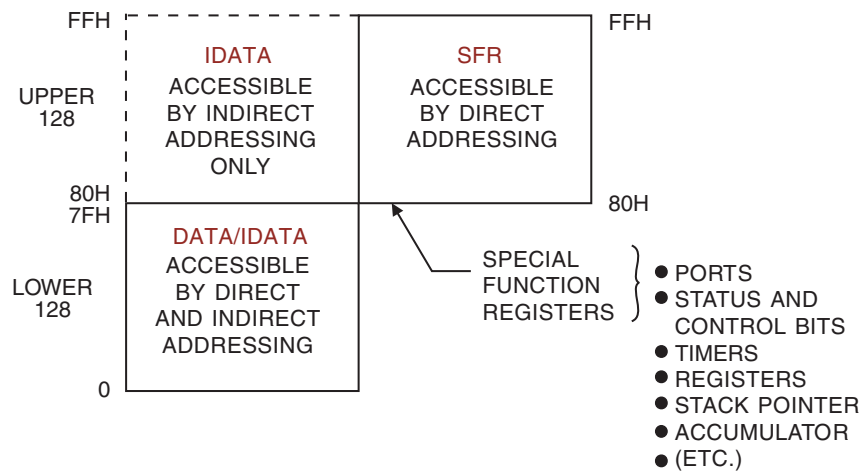 FFH
UPPER
128
80H
7FH
LOWER
128
0
IDATA
ACCESSIBLE
BY INDIRECT
ADDRESSING
ONLY
SFR
ACCESSIBLE
BY DIRECT
ADDRESSING
FFH
80H
DATA/IDATA
ACCESSIBLE
BY DIRECT
AND INDIRECT
ADDRESSING
SPECIAL
FUNCTION
REGISTERS
● PORTS
● STATUS AND
CONTROL BITS
● TIMERS
● REGISTERS
● STACK POINTER
● ACCUMULATOR
● (ETC.)